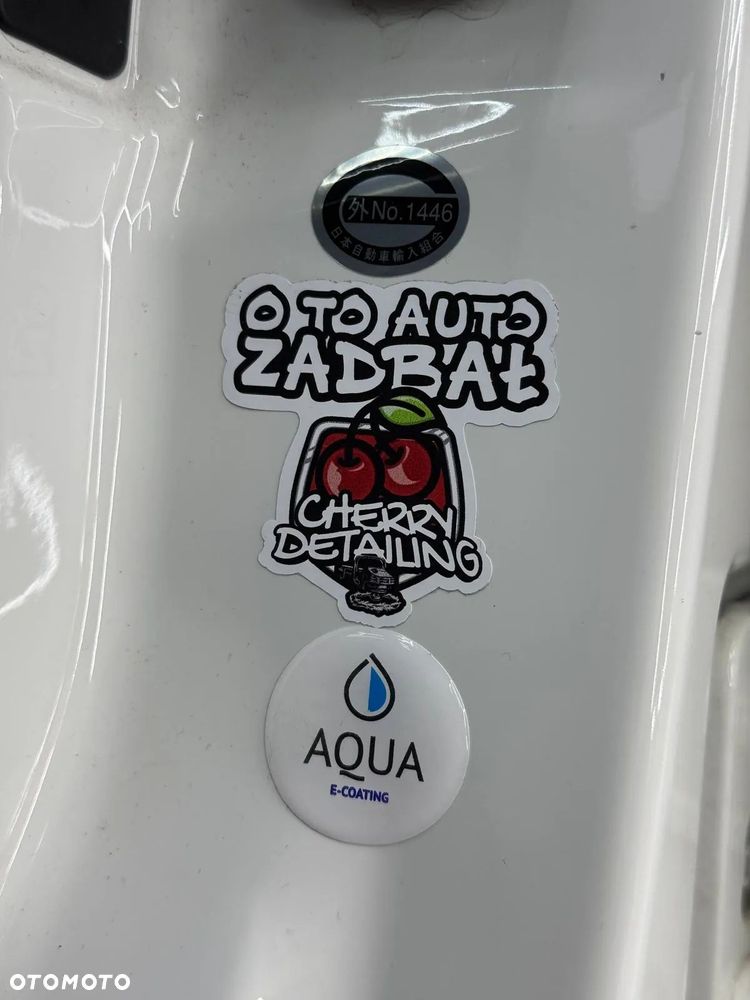 外No.1446
日本自動車輸入組合
O TO AUTO
ZADBAŁ
CHERRY
DETAILING
AQUA
E-COATING
OTOMOTO